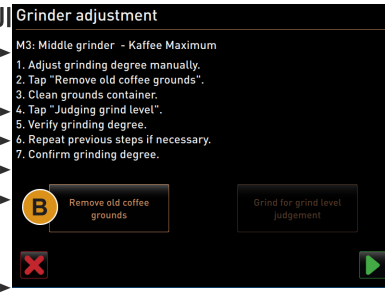 UI
Grinder adjustment
M3: Middle grinder - Kaffee Maximum
1. Adjust grinding degree manually.
2. Tap "Remove old coffee grounds".
3. Clean grounds container.
4. Tap "Judging grind level".
5. Verify grinding degree.
6. Repeat previous steps if necessary.
7. Confirm grinding degree.
B
Remove old coffee
grounds
Grind for grind level
judgement